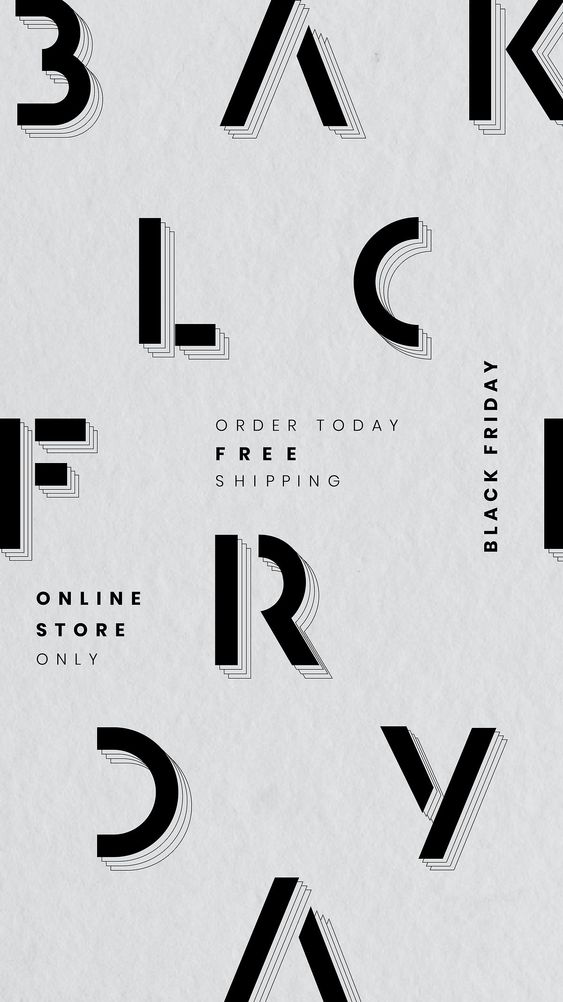 B A K
L C
ORDER TODAY
FREE
SHIPPING
BLACK FRIDAY
F I
R
ONLINE
STORE
ONLY
D Y
A